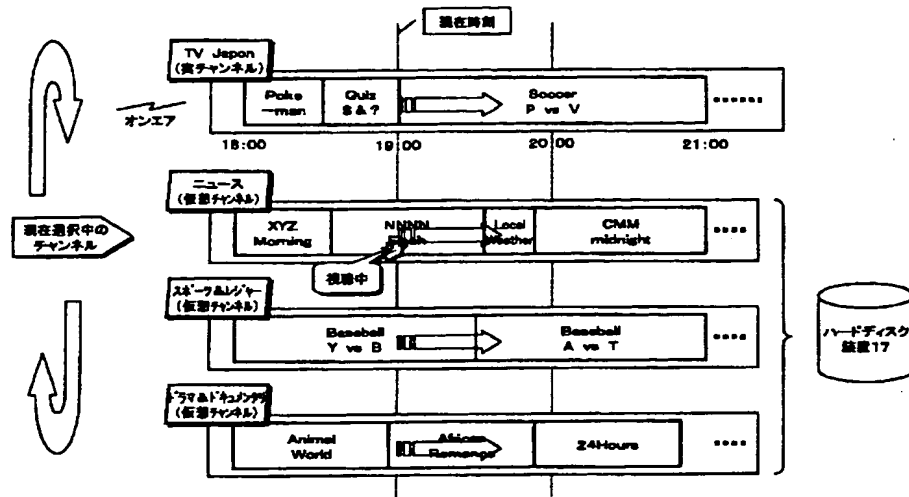 現在時刻
TV Japon
(実チャンネル)
Poke
-mon
Quiz
$ & ?
Soccer
P vs V
オンエア
18:00
19:00
20:00
21:00
ニュース
(仮想チャンネル)
現在選択中の
チャンネル
XYZ
Morning
NNNN
Local
Weather
CMM
midnight
視聴中
スポーツ&レジャー
(仮想チャンネル)
Baseball
Y vs B
Baseball
A vs T
ハードディスク
装置17
ドラマ&ドキュメンタリ
(仮想チャンネル)
Animal
World
African
Romance
24Hours